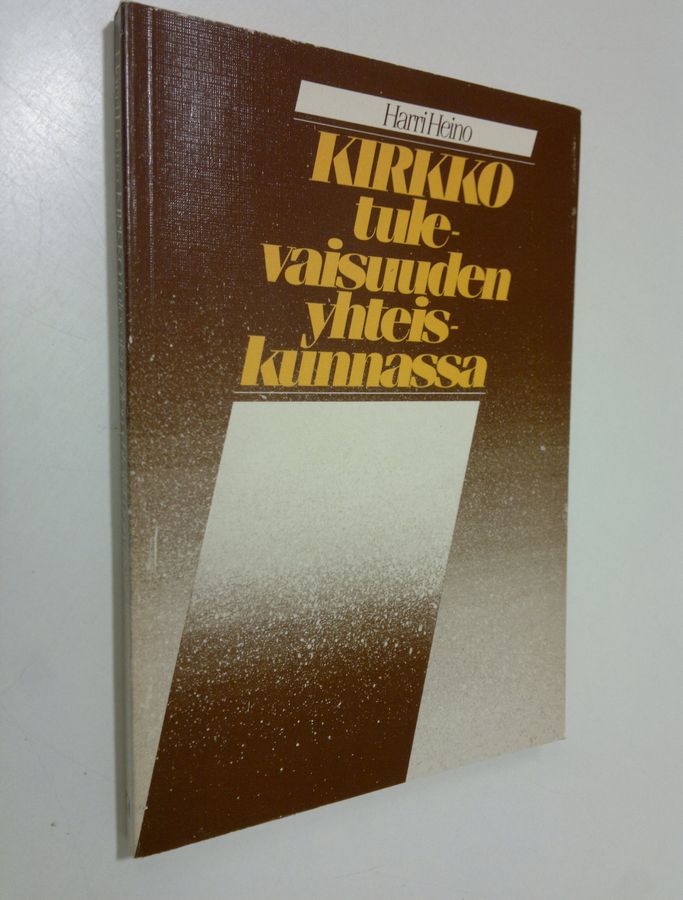 Harri Heino
KIRKKO
tule-
vaisuuden
yhteis-
kunnassa